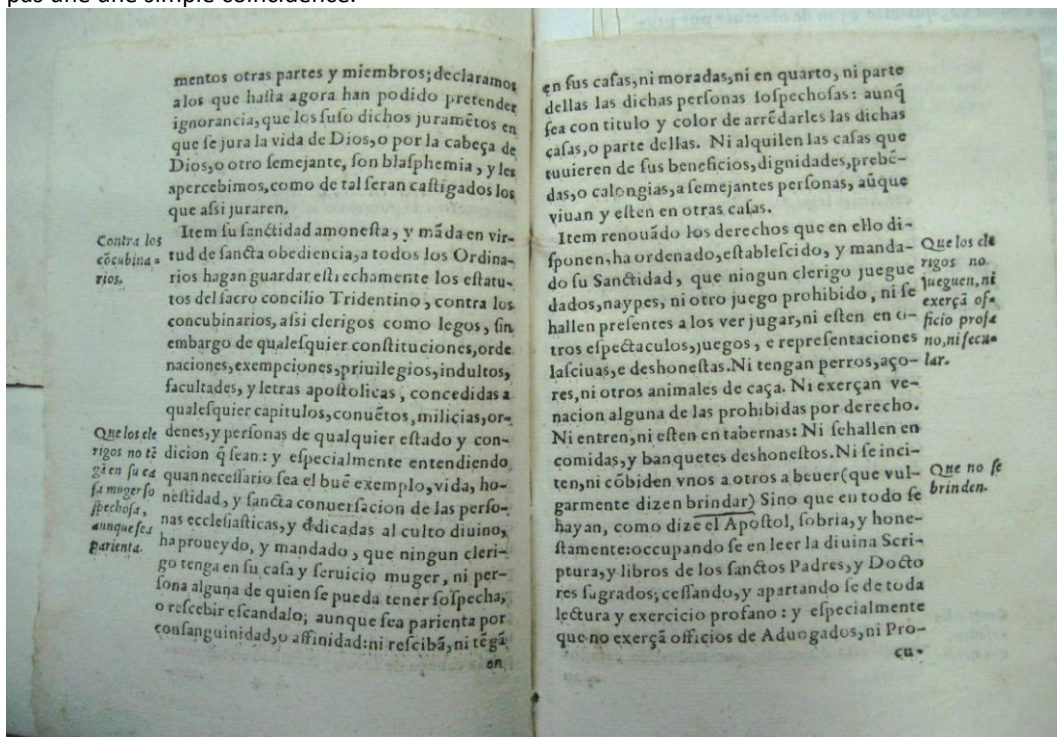 pas une une simple coincidence.
mentos otras partes y miembros; declaramos
a los que haſta agora han podido pretender
ignorancia, que los ſuſo dichos juramẽtos en
que ſe jura la vida de Dios, o por la cabeça de
Dios, o otro ſemejante, ſon blaſphemia, y les
apercebimos, como de tal ſeran caſtigados los
que aſsi juraren.
Item ſu ſanctidad amoneſta, y mãda en vir-
tud de ſancta obediencia, a todos los Ordina-
rios hagan guardar eſtrechamente los eſtatu-
tos del ſacro concilio Tridentino, contra los
concubinarios, aſsi clerigos como legos, ſin
embargo de qualeſquier conſtituciones, orde
naciones, exempciones, priuilegios, indultos,
facultades, y letras apoſtolicas, concedidas a
qualeſquier capitulos, conuẽtos, milicias, or-
denes, y perſonas de qualquier eſtado y con-
dicion q̃ ſean: y eſpecialmente entendiendo
quan neceſſario ſea el buẽ exemplo, vida, ho-
neſtidad, y ſancta conuerſacion de las perſo-
nas eccleſiaſticas, y dedicadas al culto diuino,
ha proueydo, y mandado, que ningun cleri-
go tenga en ſu caſa y ſeruicio muger, ni per-
ſona alguna de quien ſe pueda tener ſoſpecha,
o reſcebir eſcandalo; aunque ſea parienta por
conſanguinidad, o affinidad: ni reſcibã, ni tẽgã
en
Contra los
cõcubina-
rios.
Que los cle
rigos no tẽ
gã en ſu ca
ſa muger ſo
ſpechoſa,
aunque ſea
parienta.
en ſus caſas, ni moradas, ni en quarto, ni parte
dellas las dichas perſonas ſoſpechoſas: aunq̃
ſea con titulo y color de arrẽdarles las dichas
caſas, o parte dellas. Ni alquilen las caſas que
tuuieren de ſus beneficios, dignidades, prebẽ-
das, o calongias, a ſemejantes perſonas, aũque
viuan y eſten en otras caſas.
Item renouãdo los derechos que en ello di-
ſponen, ha ordenado, eſtableſcido, y manda-
do ſu Sanctidad, que ningun clerigo juegue
dados, naypes, ni otro juego prohibido, ni ſe
hallen preſentes a los ver jugar, ni eſten en o-
tros eſpectaculos, juegos, e repreſentaciones
laſciuas, e deshoneſtas. Ni tengan perros, aço-
res, ni otros animales de caça. Ni exerçan ve-
nacion alguna de las prohibidas por derecho.
Ni entren, ni eſten en tabernas: Ni ſe hallen en
comidas, y banquetes deshoneſtos. Ni ſe inci-
ten, ni cõbiden vnos a otros a beuer (que vul-
garmente dizen brindar) Sino que en todo ſe
hayan, como dize el Apoſtol, ſobria, y hone-
ſtamente: occupando ſe en leer la diuina Scri-
ptura, y libros de los ſanctos Padres, y Docto
res ſagrados; ceſſando, y apartando ſe de toda
lectura y exercicio profano: y eſpecialmente
que no exerçã officios de Aduogados, ni Pro-
cu-
Que los cle
rigos no
jueguen, ni
exerçã of-
ficio profa
no, ni ſecu-
lar.
Que no ſe
brinden.